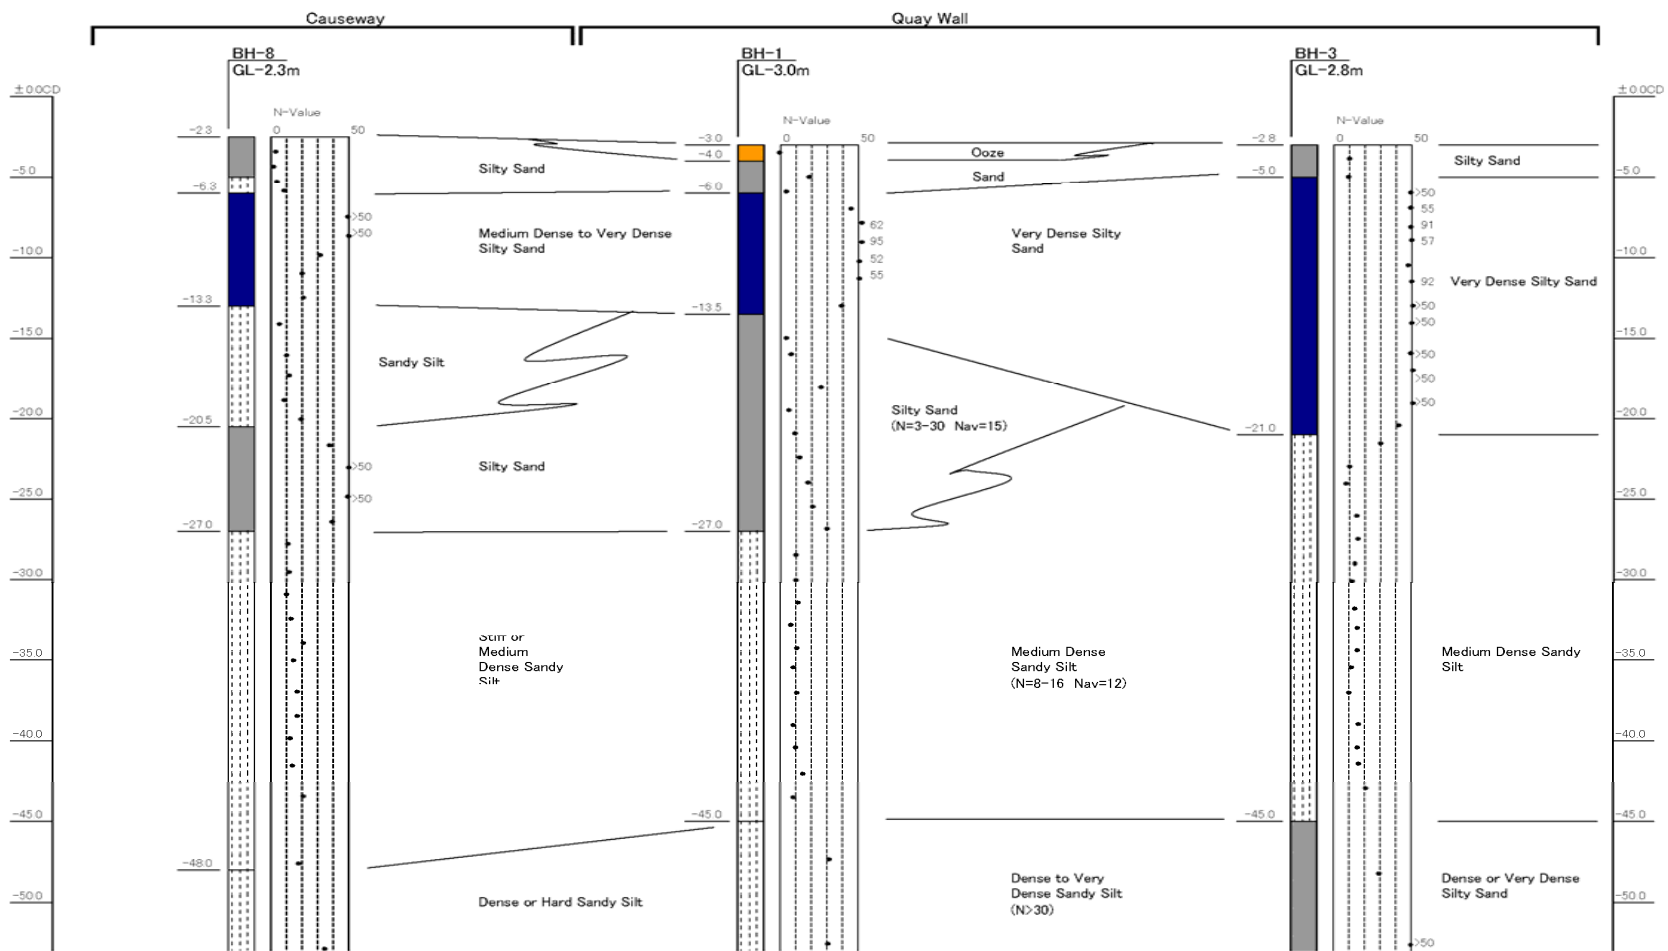 Causeway
Quay Wall
BH-8
GL-2.3m
BH-1
GL-3.0m
BH-3
GL-2.8m
±0.0CD
±0.0CD
N-Value
0 50
N-Value
0 50
N-Value
0 50
-2.3
-5.0
-6.3
-10.0
-13.3
-15.0
-20.0
-20.5
-25.0
-27.0
-30.0
-35.0
-40.0
-45.0
-48.0
-50.0
>50
>50
>50
>50
Silty Sand
Medium Dense to Very Dense
Silty Sand
Sandy Silt
Silty Sand
Stiff or
Medium
Dense Sandy
Silt
Dense or Hard Sandy Silt
-3.0
-4.0
-6.0
-13.5
-27.0
-45.0
62
95
52
55
Ooze
Sand
Very Dense Silty
Sand
Silty Sand
(N=3-30 Nav=15)
Medium Dense
Sandy Silt
(N=8-16 Nav=12)
Dense to Very
Dense Sandy Silt
(N>30)
-2.8
-5.0
-21.0
-45.0
>50
55
91
57
92
>50
>50
>50
>50
>50
>50
Silty Sand
Very Dense Silty Sand
Medium Dense Sandy
Silt
Dense or Very Dense
Silty Sand
-5.0
-10.0
-15.0
-20.0
-25.0
-30.0
-35.0
-40.0
-45.0
-50.0